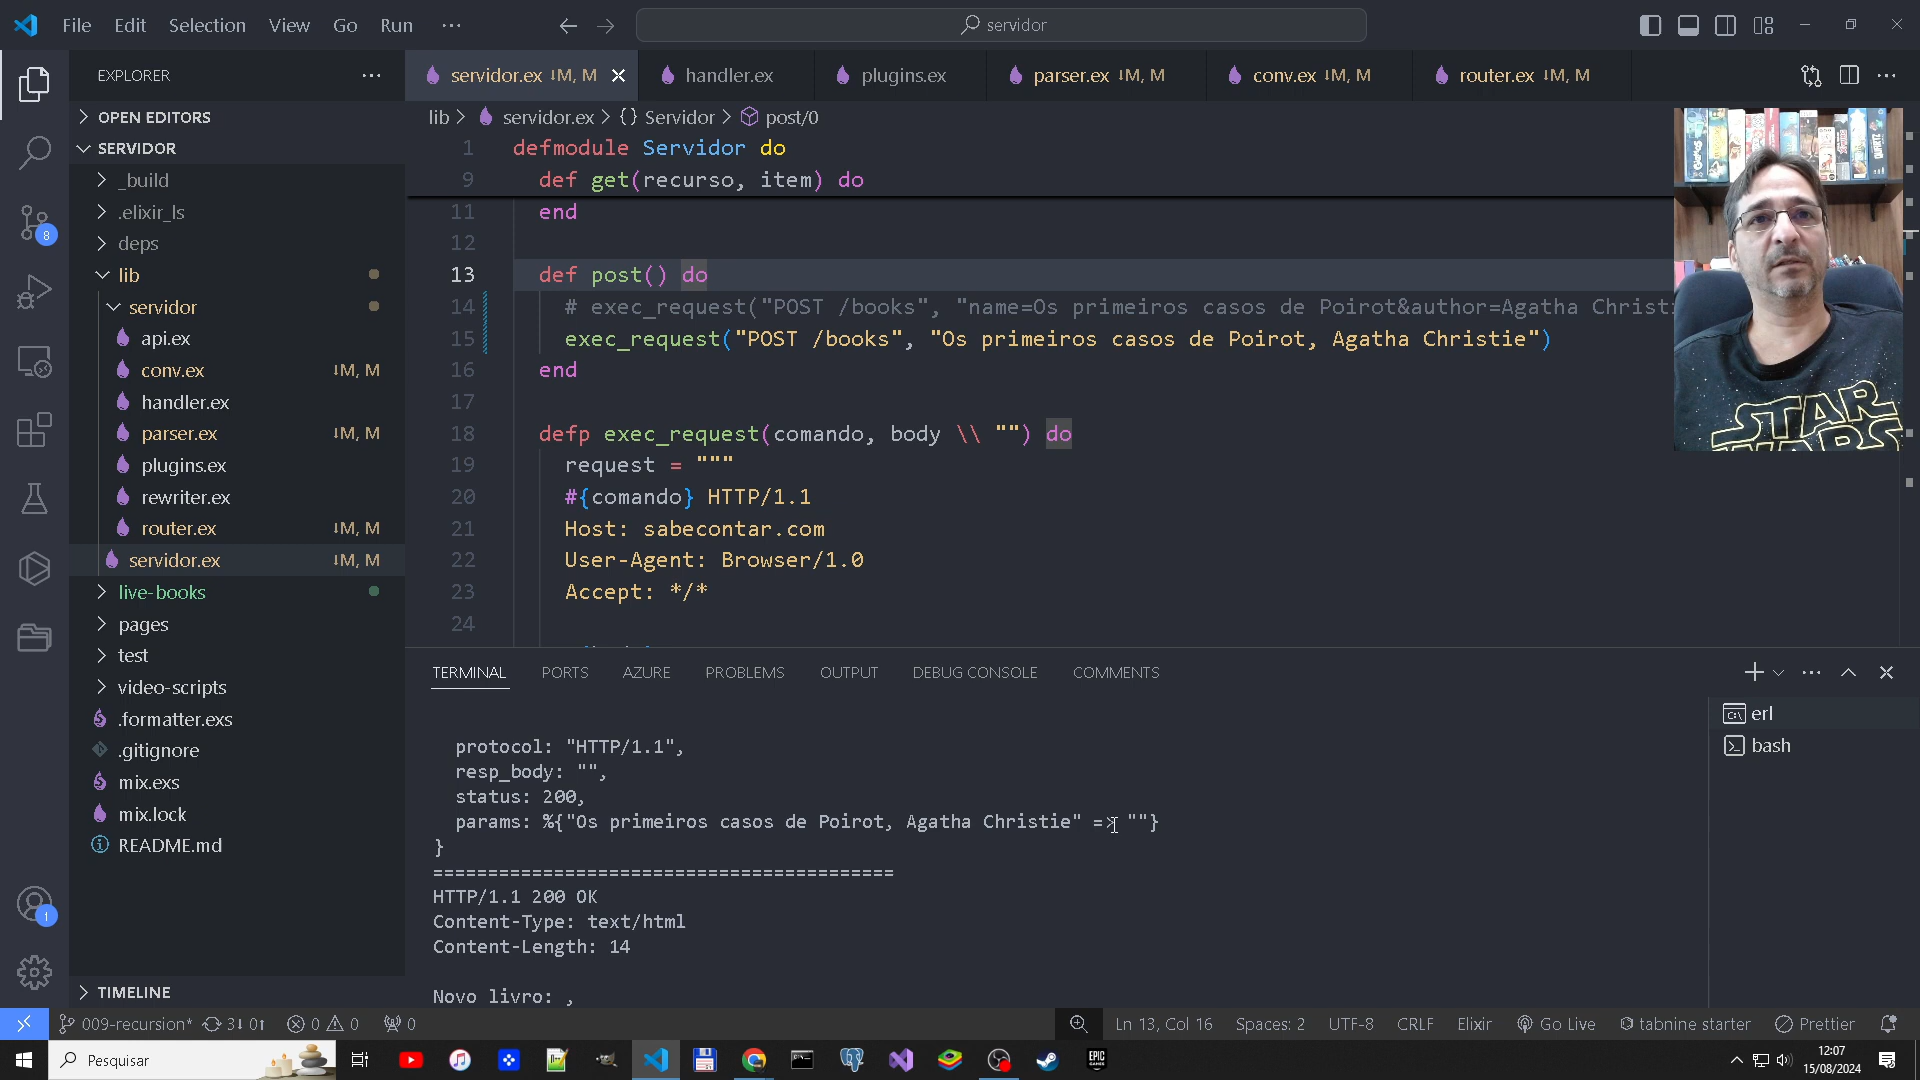 File Edit Selection View Go Run ···
servidor
EXPLORER ···
servidor.ex ↓M, M
handler.ex
plugins.ex
parser.ex ↓M, M
conv.ex ↓M, M
router.ex ↓M, M
OPEN EDITORS
SERVIDOR
_build
.elixir_ls
deps
lib
servidor
api.ex
conv.ex ↓M, M
handler.ex
parser.ex ↓M, M
plugins.ex
rewriter.ex
router.ex ↓M, M
servidor.ex ↓M, M
live-books
pages
test
video-scripts
.formatter.exs
.gitignore
mix.exs
mix.lock
README.md
TIMELINE
8
1
lib > servidor.ex > {} Servidor > post/0
1 defmodule Servidor do
9 def get(recurso, item) do
11 end
12
13 def post() do
14 # exec_request("POST /books", "name=Os primeiros casos de Poirot&author=Agatha Christi
15 exec_request("POST /books", "Os primeiros casos de Poirot, Agatha Christie")
16 end
17
18 defp exec_request(comando, body \\ "") do
19 request = """
20 #{comando} HTTP/1.1
21 Host: sabecontar.com
22 User-Agent: Browser/1.0
23 Accept: */*
24
STAR
WARS
TERMINAL PORTS AZURE PROBLEMS OUTPUT DEBUG CONSOLE COMMENTS
erl
bash
protocol: "HTTP/1.1",
resp_body: "",
status: 200,
params: %{"Os primeiros casos de Poirot, Agatha Christie" => ""}
}
==========================================
HTTP/1.1 200 OK
Content-Type: text/html
Content-Length: 14
Novo livro: ,
009-recursion* 3↓ 0↑ 0 0 0
Ln 13, Col 16 Spaces: 2 UTF-8 CRLF Elixir Go Live tabnine starter Prettier
Pesquisar
EPIC
GAMES
12:07
15/08/2024